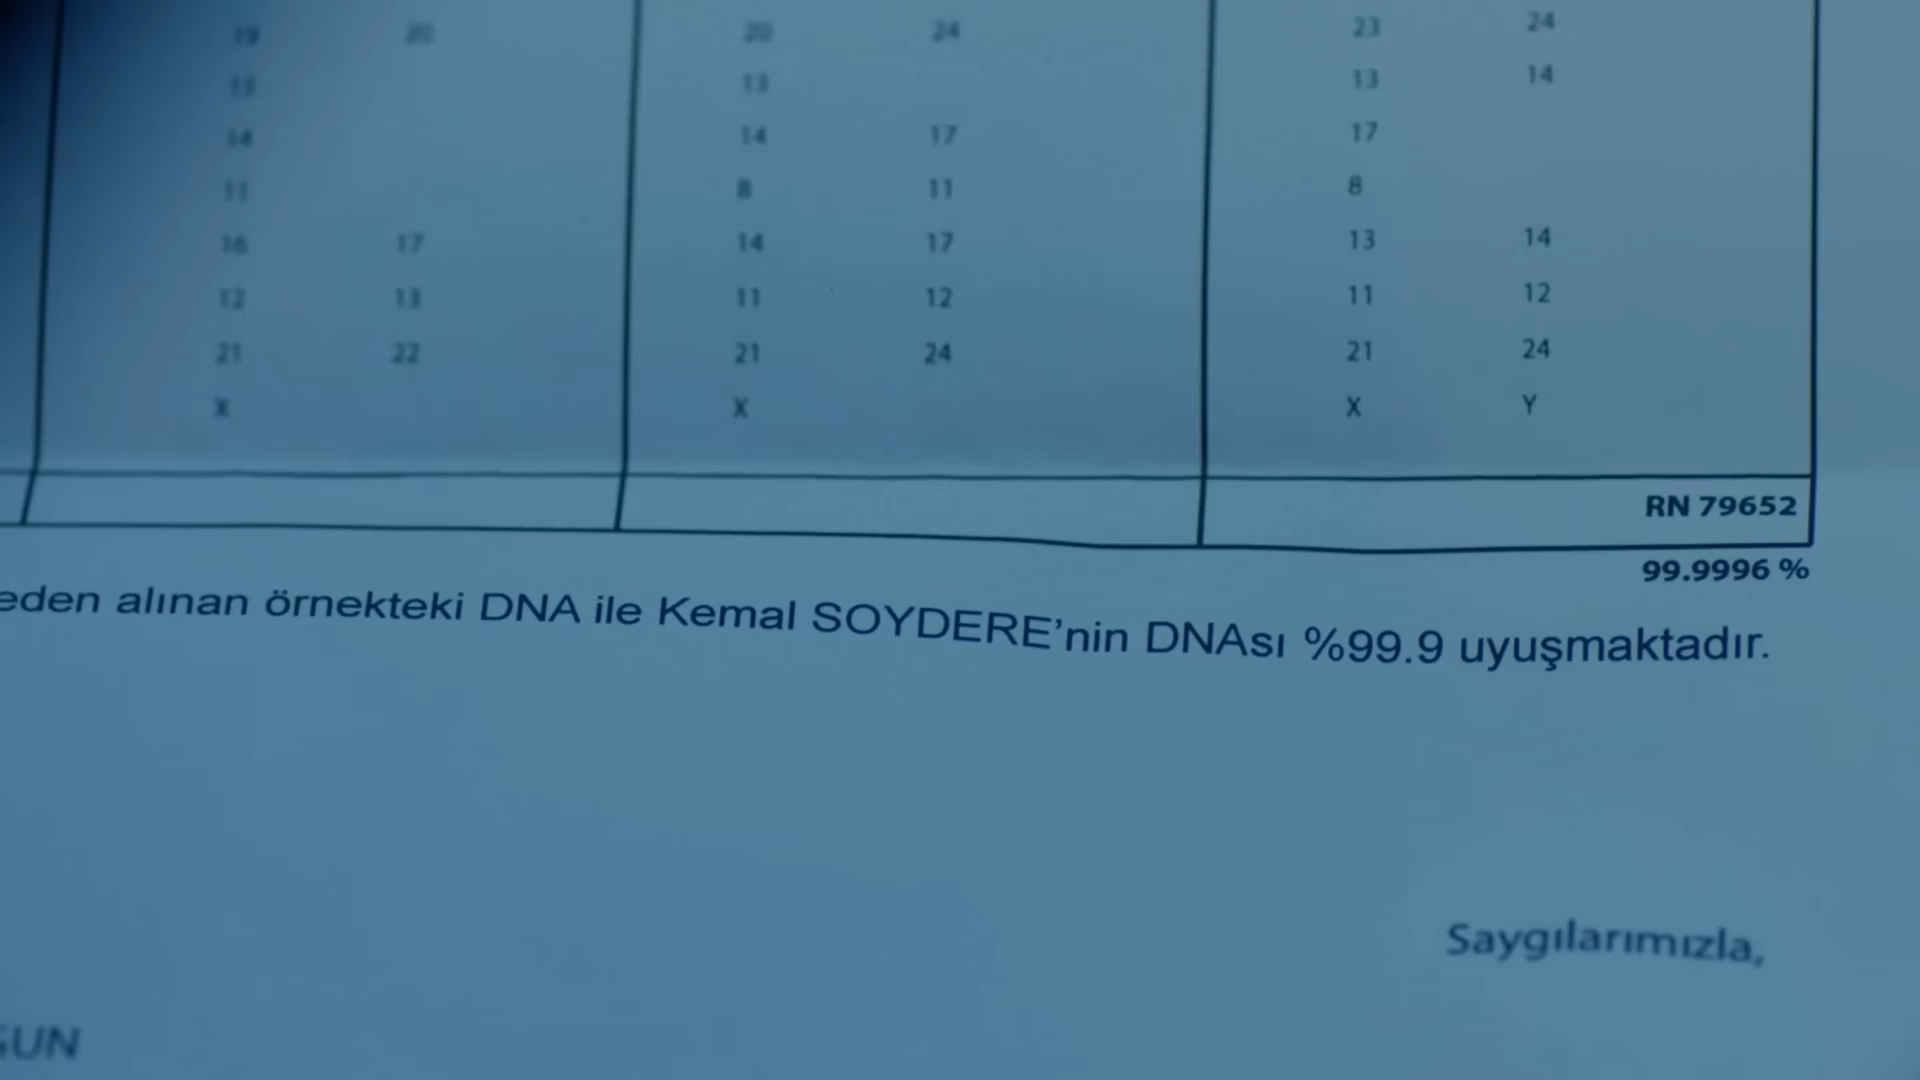 19 20 20 24 23 24
13 13 13 14
14 14 17 17
11 8 11 8
16 17 14 17 13 14
12 13 11 12 11 12
21 22 21 24 21 24
X X X Y
RN 79652
99.9996 %
eden alınan örnekteki DNA ile Kemal SOYDERE'nin DNAsı %99.9 uyuşmaktadır.
Saygılarımızla,